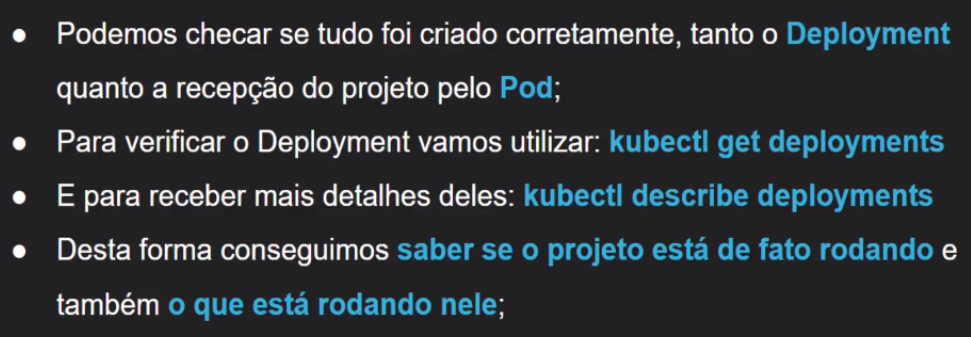 ● Podemos checar se tudo foi criado corretamente, tanto o Deployment
quanto a recepção do projeto pelo Pod;
● Para verificar o Deployment vamos utilizar: kubectl get deployments
● E para receber mais detalhes deles: kubectl describe deployments
● Desta forma conseguimos saber se o projeto está de fato rodando e
também o que está rodando nele;